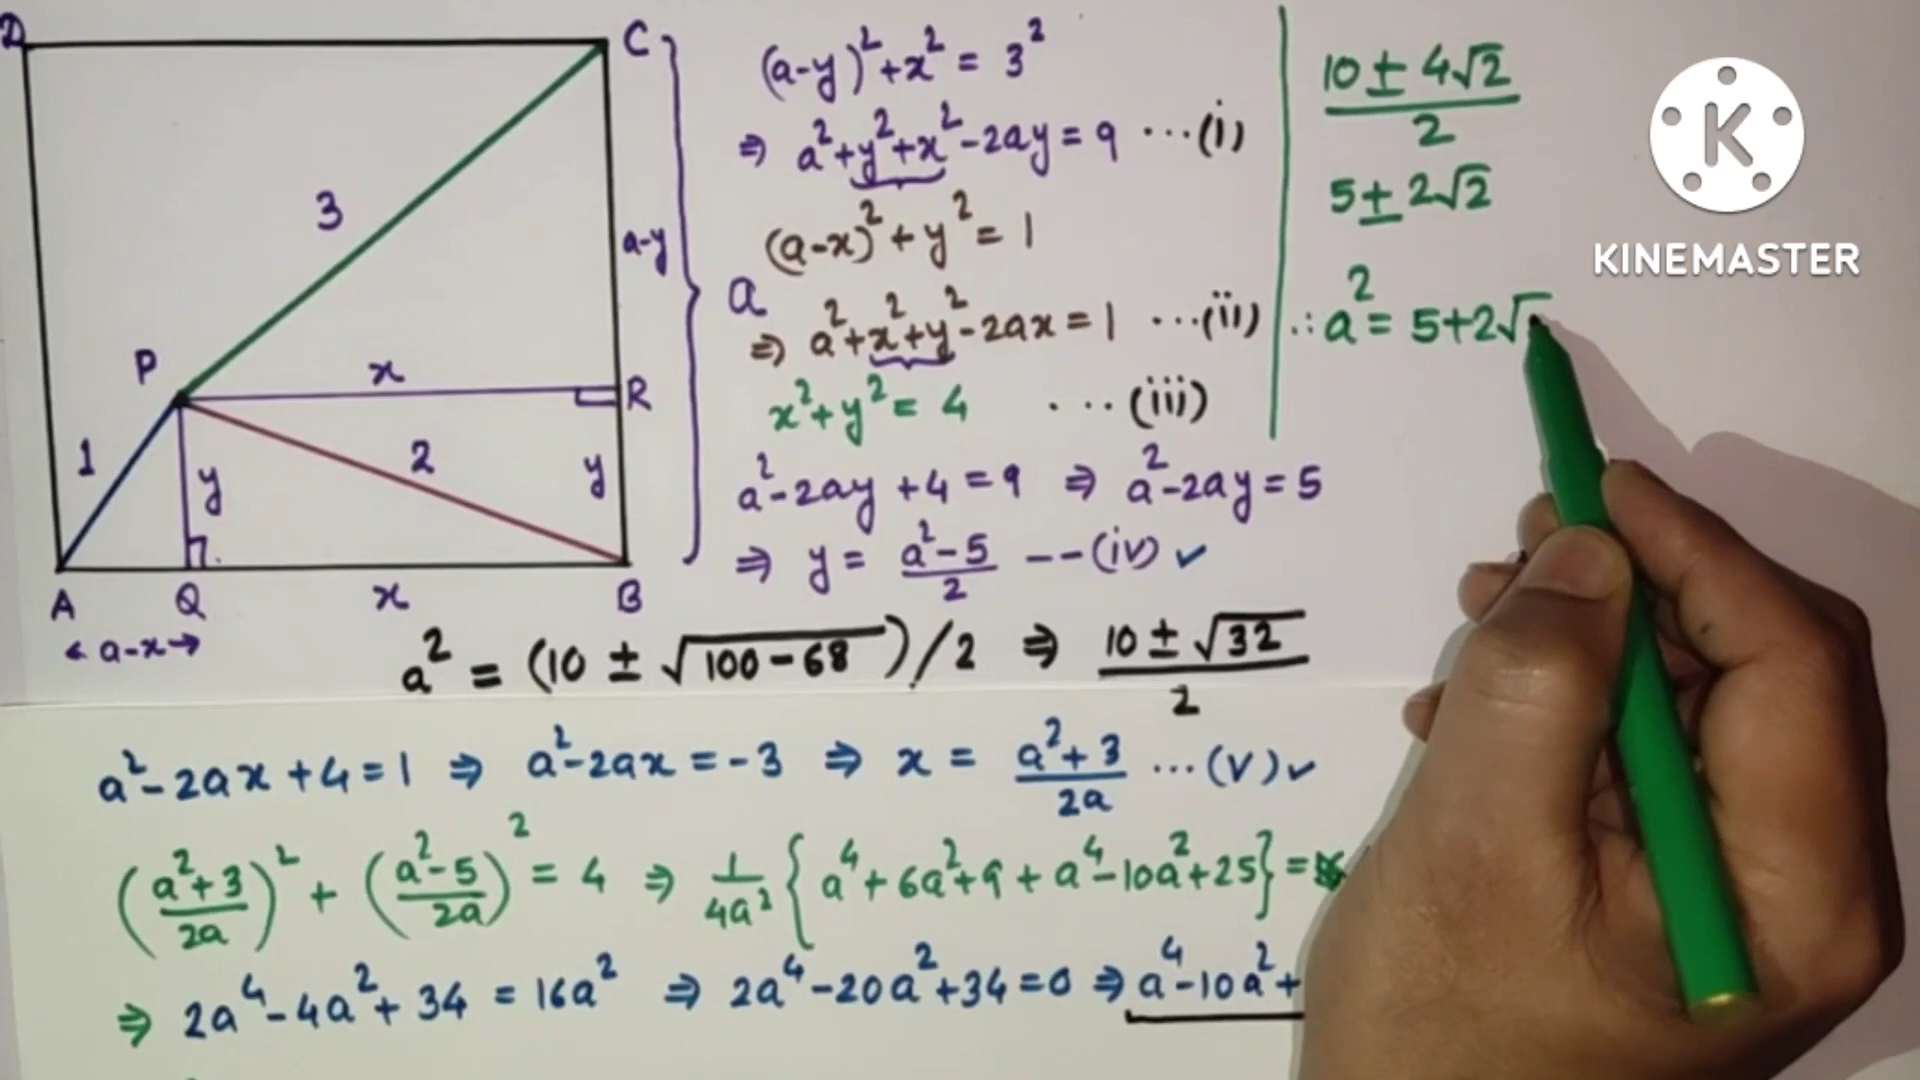 D
C
3
a-y
P
x
R
1
y
2
y
A
Q
x
B
a-x
a
(a-y)²+x² = 3²
⇒ a²+y²+x²-2ay = 9 ...(i)
(a-x)²+y² = 1
⇒ a²+x²+y²-2ax = 1 ...(ii)
x²+y² = 4 ...(iii)
a²-2ay+4 = 9 ⇒ a²-2ay = 5
⇒ y = (a²-5)/2 --(iv) ✓
a² = (10 ± √(100-68))/2 ⇒ (10 ± √32)/2
a²-2ax+4 = 1 ⇒ a²-2ax = -3 ⇒ x = (a²+3)/2a ...(v) ✓
((a²+3)/2a)² + ((a²-5)/2a)² = 4 ⇒ 1/4a² {a⁴+6a²+9+a⁴-10a²+25} =
⇒ 2a⁴-4a²+34 = 16a² ⇒ 2a⁴-20a²+34=0 ⇒ a⁴-10a²+
(10 ± 4√2)/2
5 ± 2√2
∴ a² = 5+2√
K
KINEMASTER